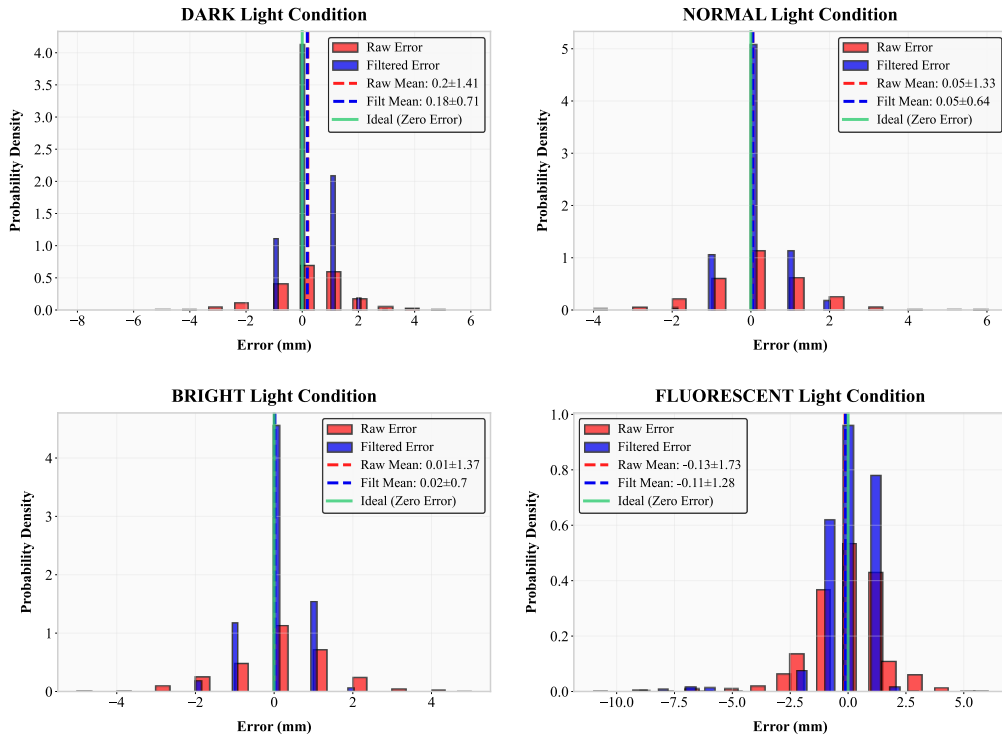 DARK Light Condition
Probability Density
4.0
3.5
3.0
2.5
2.0
1.5
1.0
0.5
0.0
−8
−6
−4
−2
0
2
4
6
Error (mm)
Raw Error
Filtered Error
Raw Mean: 0.2±1.41
Filt Mean: 0.18±0.71
Ideal (Zero Error)
NORMAL Light Condition
Probability Density
5
4
3
2
1
0
−4
−2
0
2
4
6
Error (mm)
Raw Error
Filtered Error
Raw Mean: 0.05±1.33
Filt Mean: 0.05±0.64
Ideal (Zero Error)
BRIGHT Light Condition
Probability Density
4
3
2
1
0
−4
−2
0
2
4
Error (mm)
Raw Error
Filtered Error
Raw Mean: 0.01±1.37
Filt Mean: 0.02±0.7
Ideal (Zero Error)
FLUORESCENT Light Condition
Probability Density
1.0
0.8
0.6
0.4
0.2
0.0
−10.0
−7.5
−5.0
−2.5
0.0
2.5
5.0
Error (mm)
Raw Error
Filtered Error
Raw Mean: -0.13±1.73
Filt Mean: -0.11±1.28
Ideal (Zero Error)